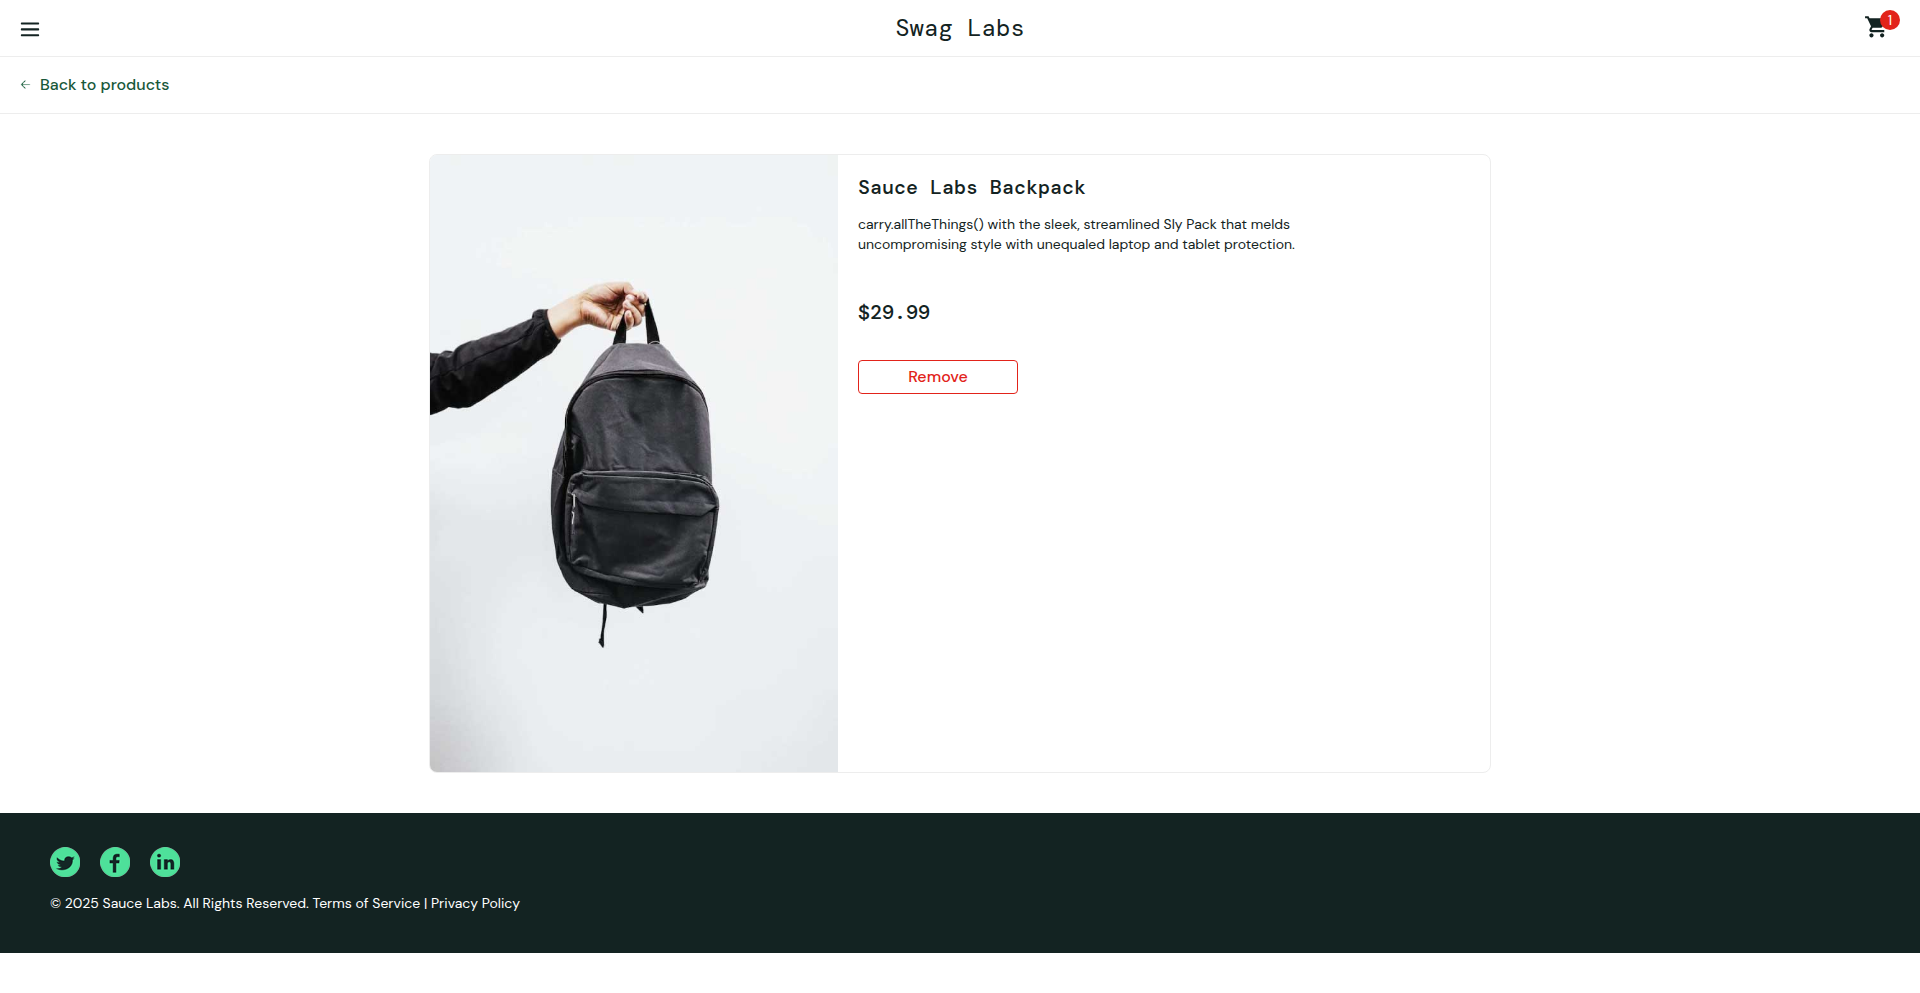 Swag Labs
1
Back to products
Sauce Labs Backpack
carry.allTheThings() with the sleek, streamlined Sly Pack that melds
uncompromising style with unequaled laptop and tablet protection.
$29.99
Remove
© 2025 Sauce Labs. All Rights Reserved. Terms of Service | Privacy Policy